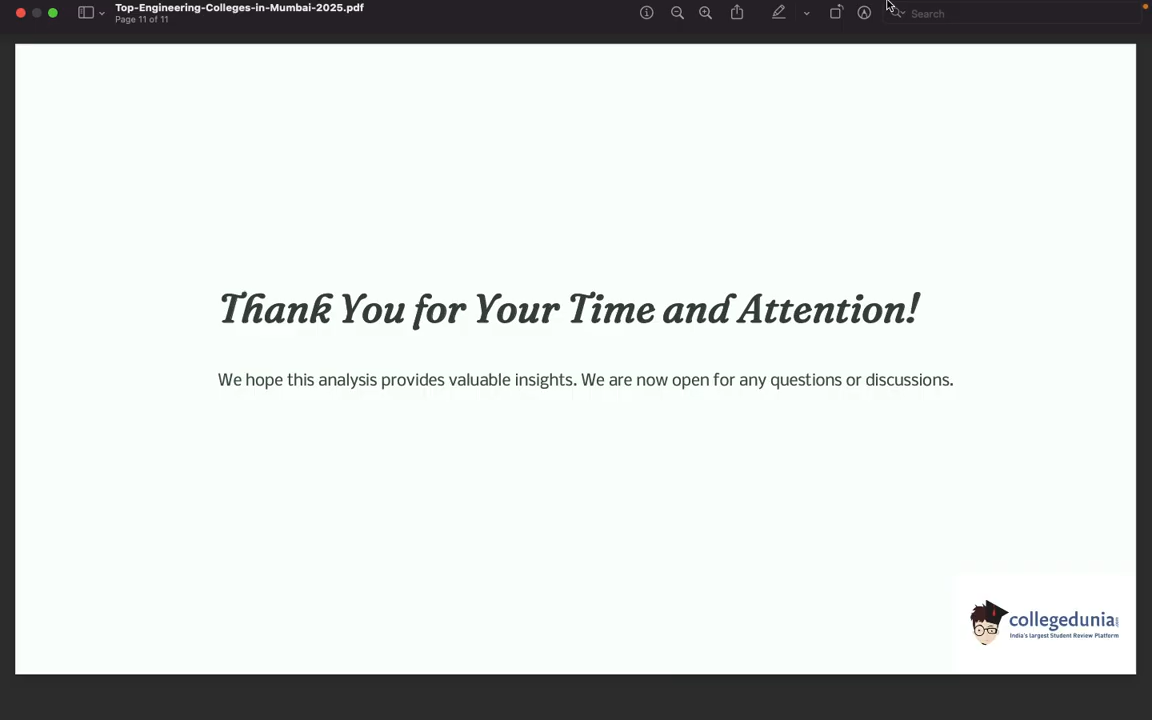 Top-Engineering-Colleges-in-Mumbai-2025.pdf
Page 11 of 11
Search
Thank You for Your Time and Attention!
We hope this analysis provides valuable insights. We are now open for any questions or discussions.
collegedunia
India's largest Student Review Platform